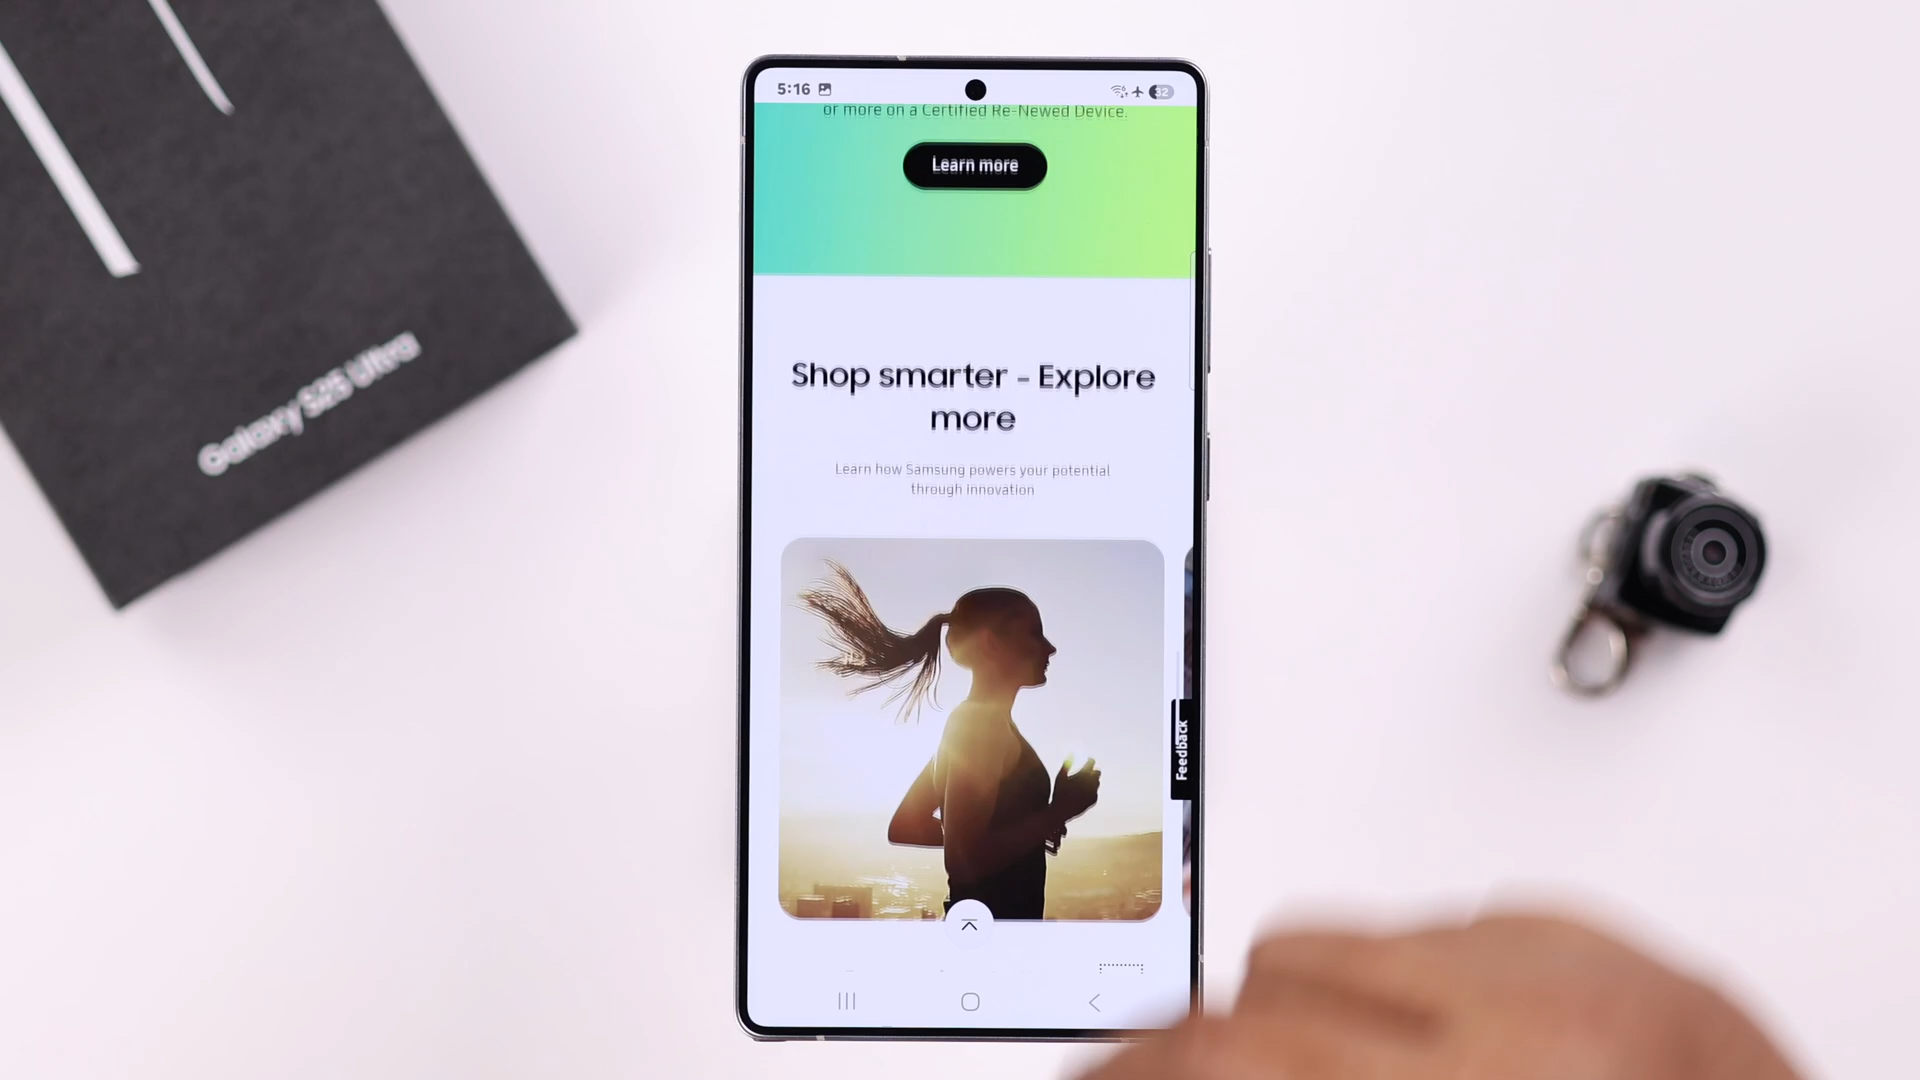 5:16
32
or more on a Certified Re-Newed Device.
Learn more
Shop smarter - Explore
more
Learn how Samsung powers your potential
through innovation
Feedback
Galaxy S25 Ultra